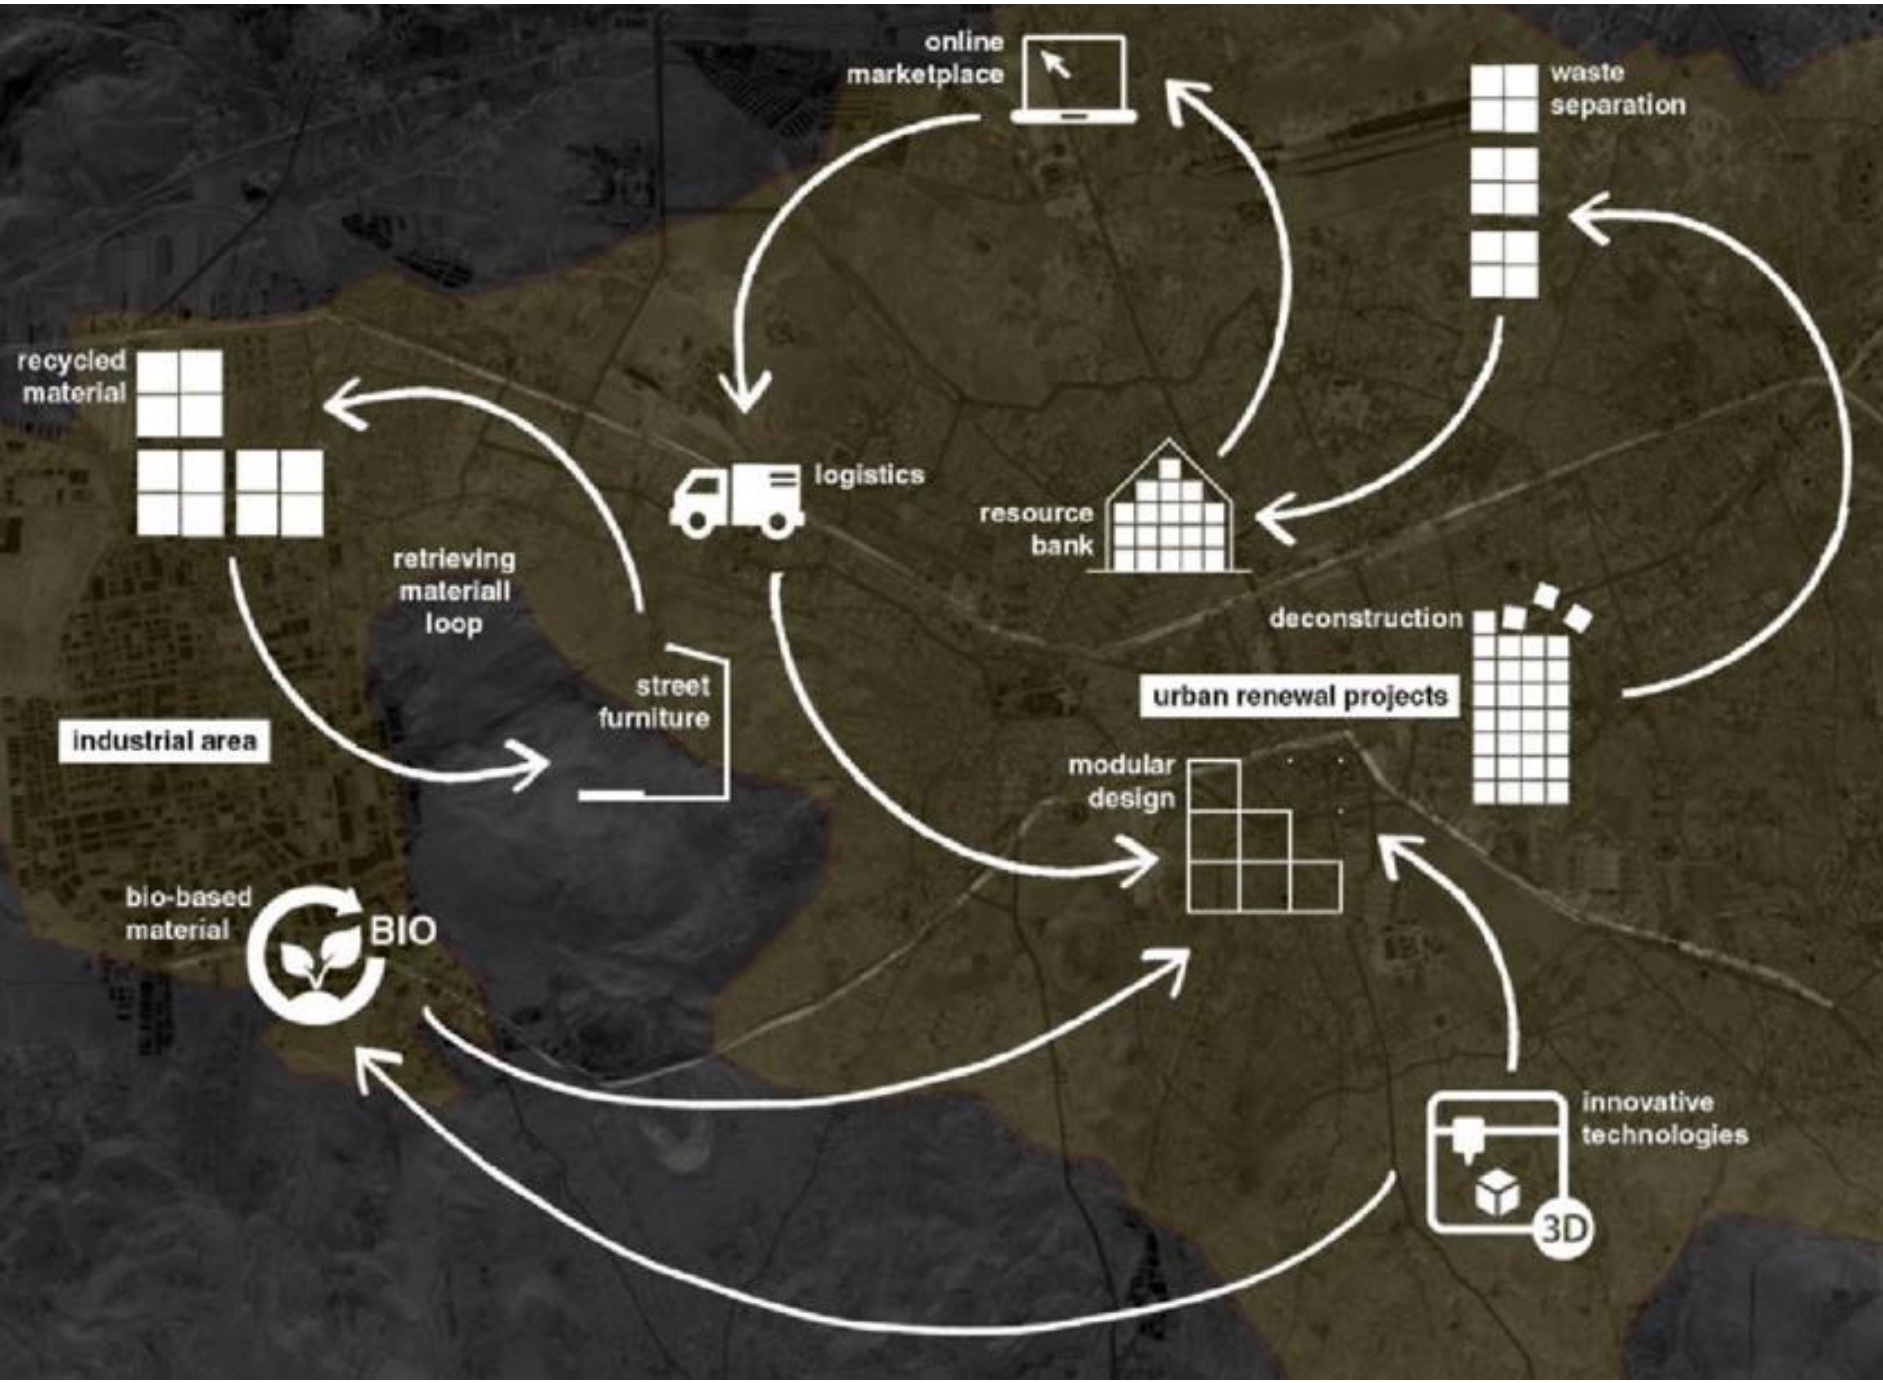 online
marketplace
waste
separation
recycled
material
logistics
resource
bank
retrieving
materiall
loop
deconstruction
street
furniture
urban renewal projects
industrial area
modular
design
bio-based
material
BIO
innovative
technologies
3D